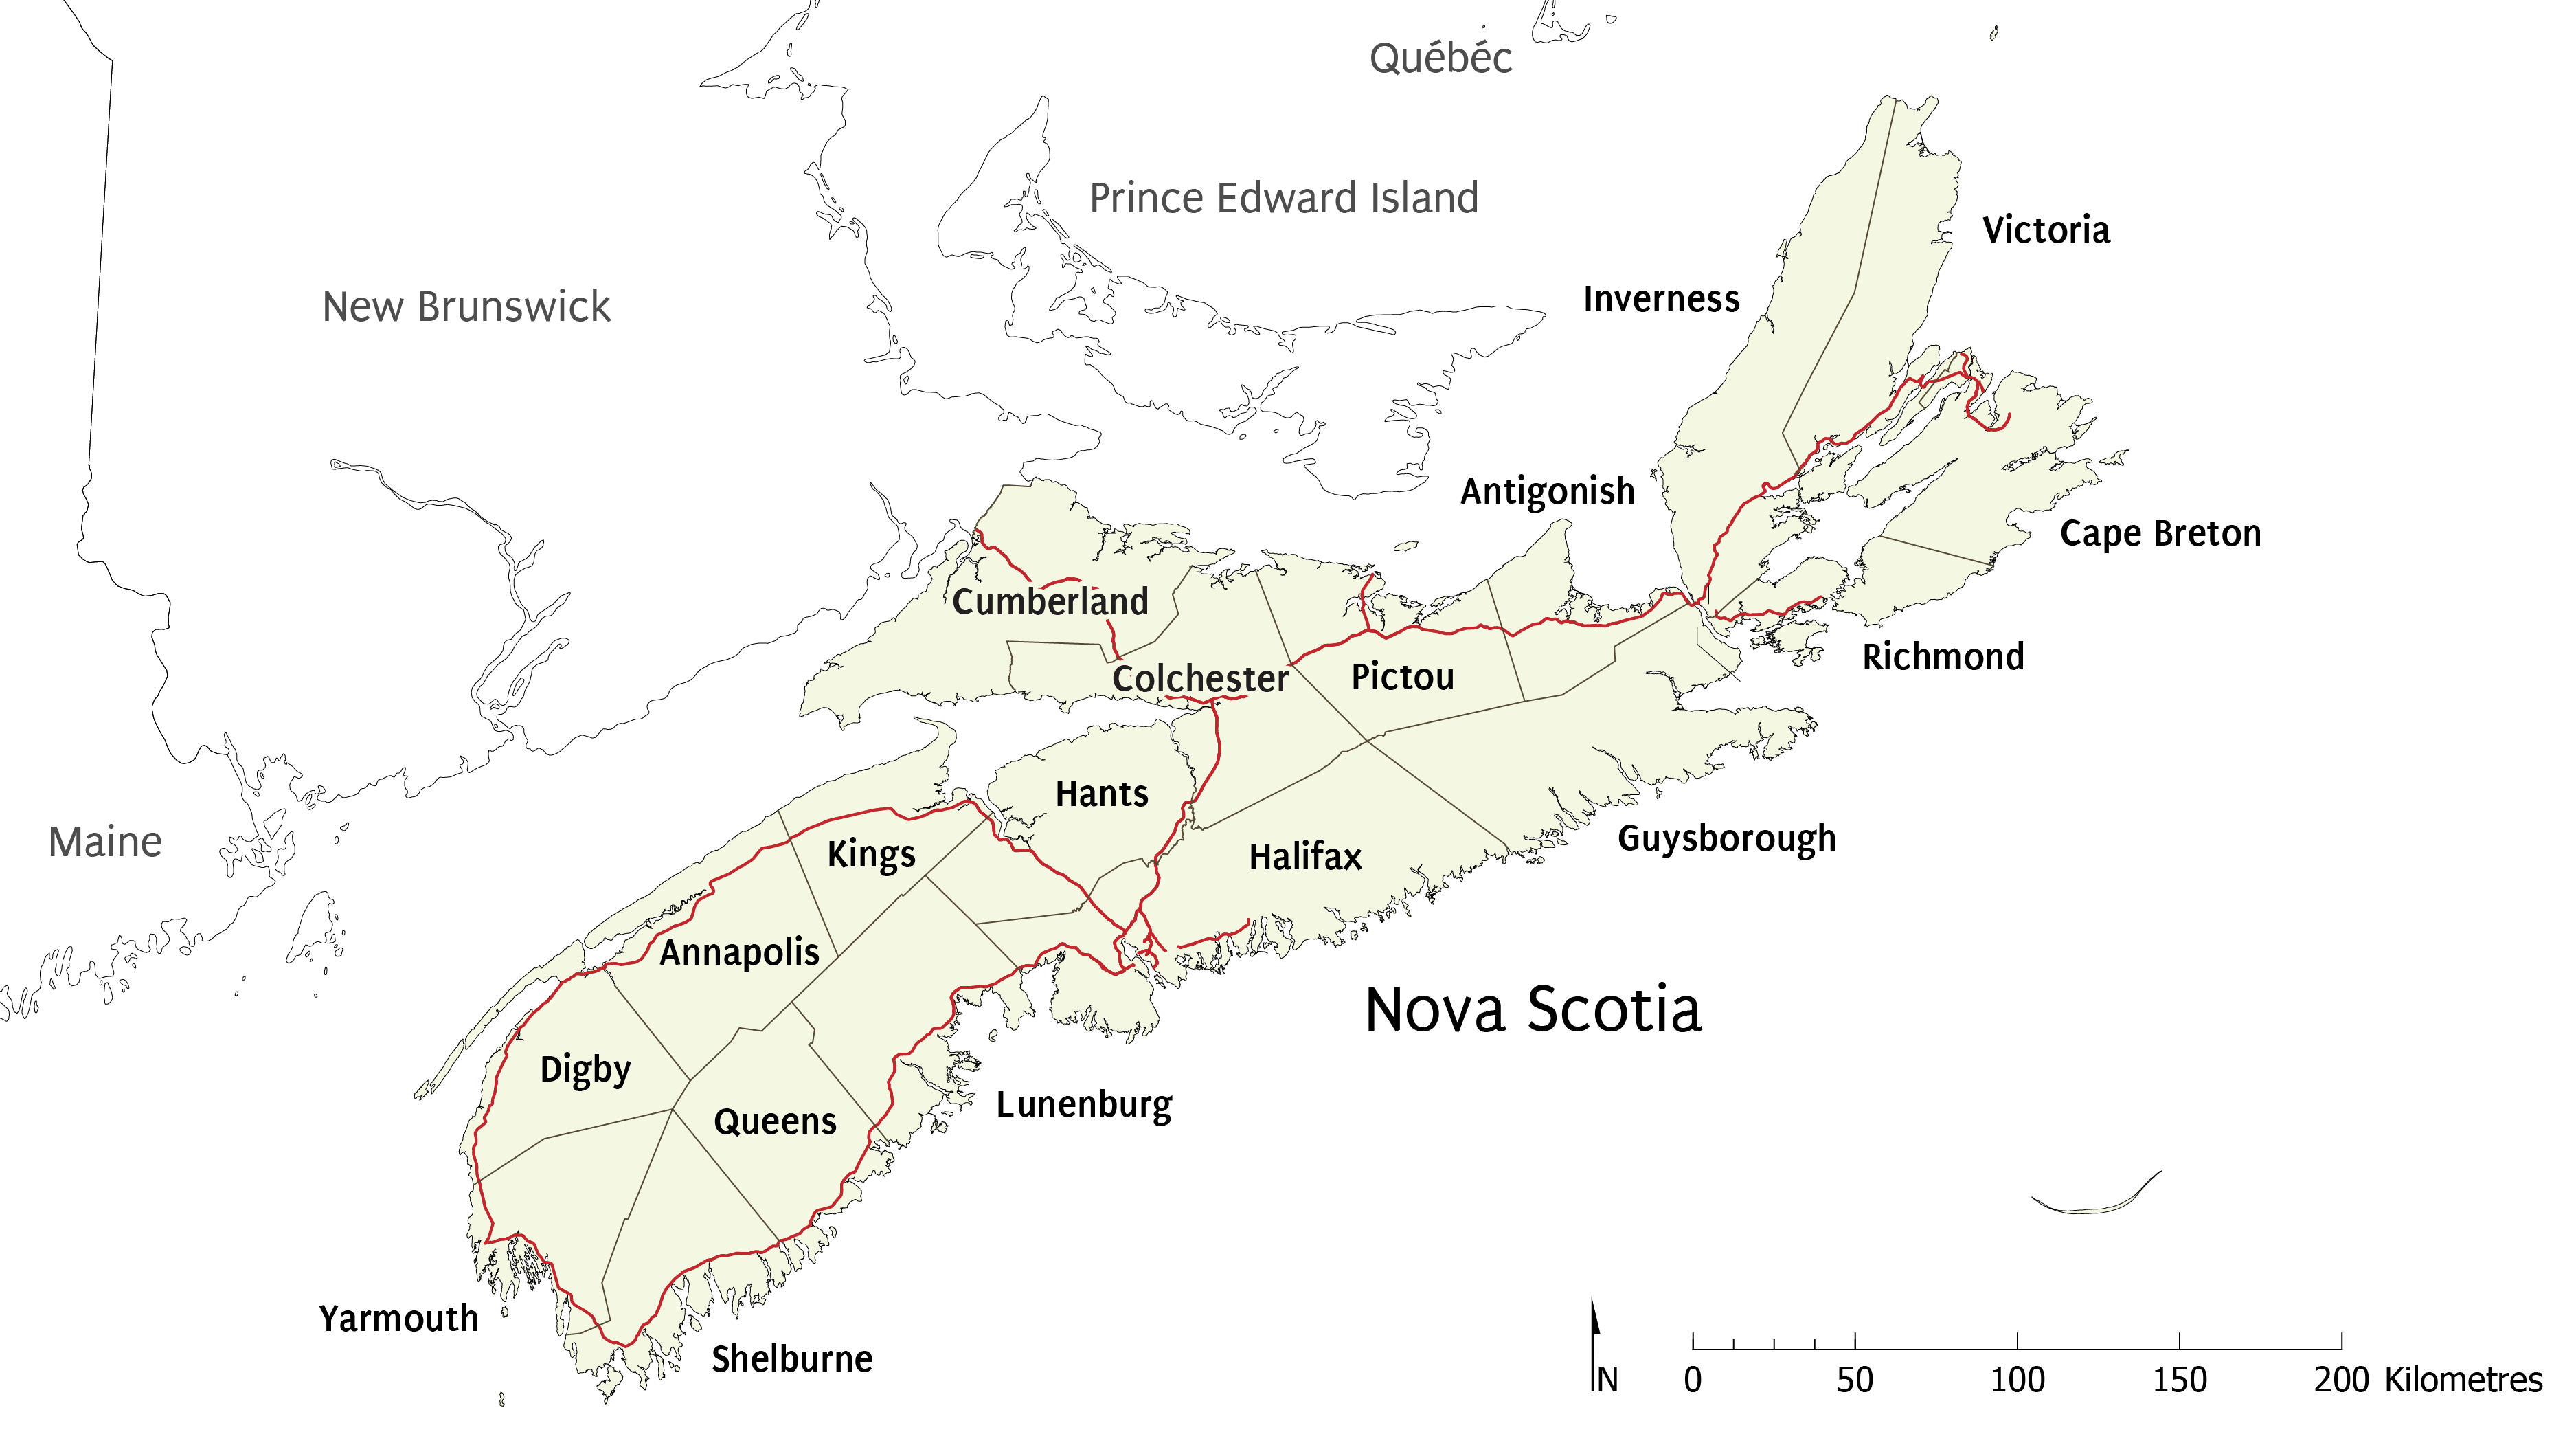 Québéc
Prince Edward Island
Victoria
New Brunswick
Inverness
Antigonish
Cape Breton
Cumberland
Richmond
Colchester
Pictou
Hants
Maine
Guysborough
Kings
Halifax
Annapolis
Nova Scotia
Digby
Lunenburg
Queens
Yarmouth
Shelburne
N
0 50 100 150 200 Kilometres